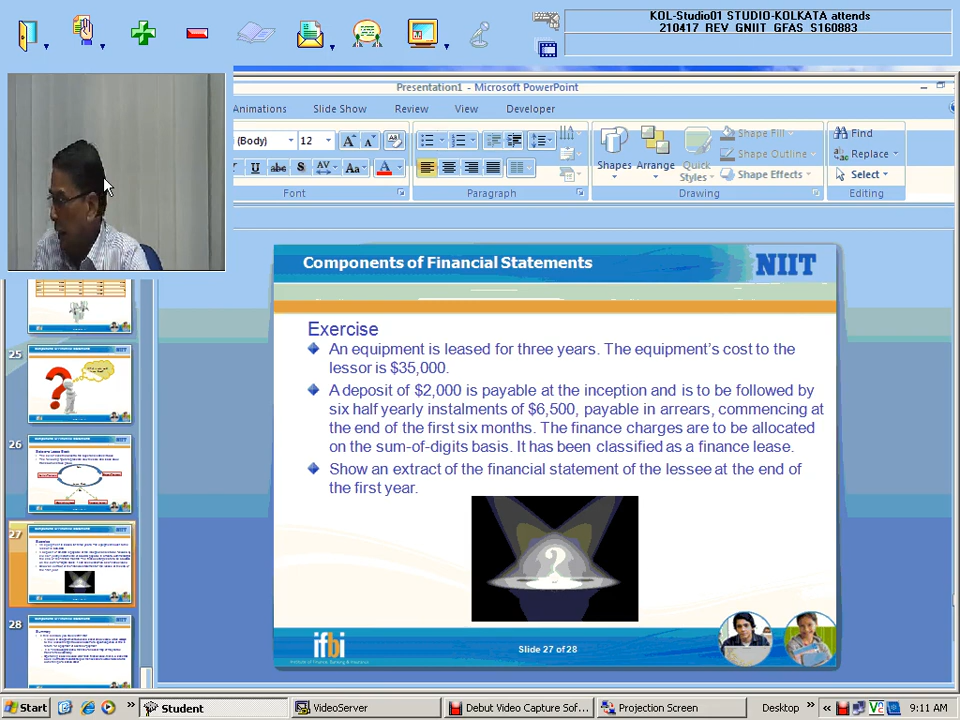 KOL-Studio01 STUDIO-KOLKATA attends
210417_REV_GNIIT_GFAS_S160883
Presentation1 - Microsoft PowerPoint
Animations Slide Show Review View Developer
(Body) 12
Shapes Arrange Quick Styles
Shape Fill
Shape Outline
Shape Effects
Find
Replace
Select
Font Paragraph Drawing Editing
Components of Financial Statements
NIIT
Exercise
An equipment is leased for three years. The equipment's cost to the
lessor is $35,000.
A deposit of $2,000 is payable at the inception and is to be followed by
six half yearly instalments of $6,500, payable in arrears, commencing at
the end of the first six months. The finance charges are to be allocated
on the sum-of-digits basis. It has been classified as a finance lease.
Show an extract of the financial statement of the lessee at the end of
the first year.
ifbi
Institute of Finance, Banking & Insurance
Slide 27 of 28
25
26
27
28
Start Student VideoServer Debut Video Capture Sof... Projection Screen Desktop 9:11 AM